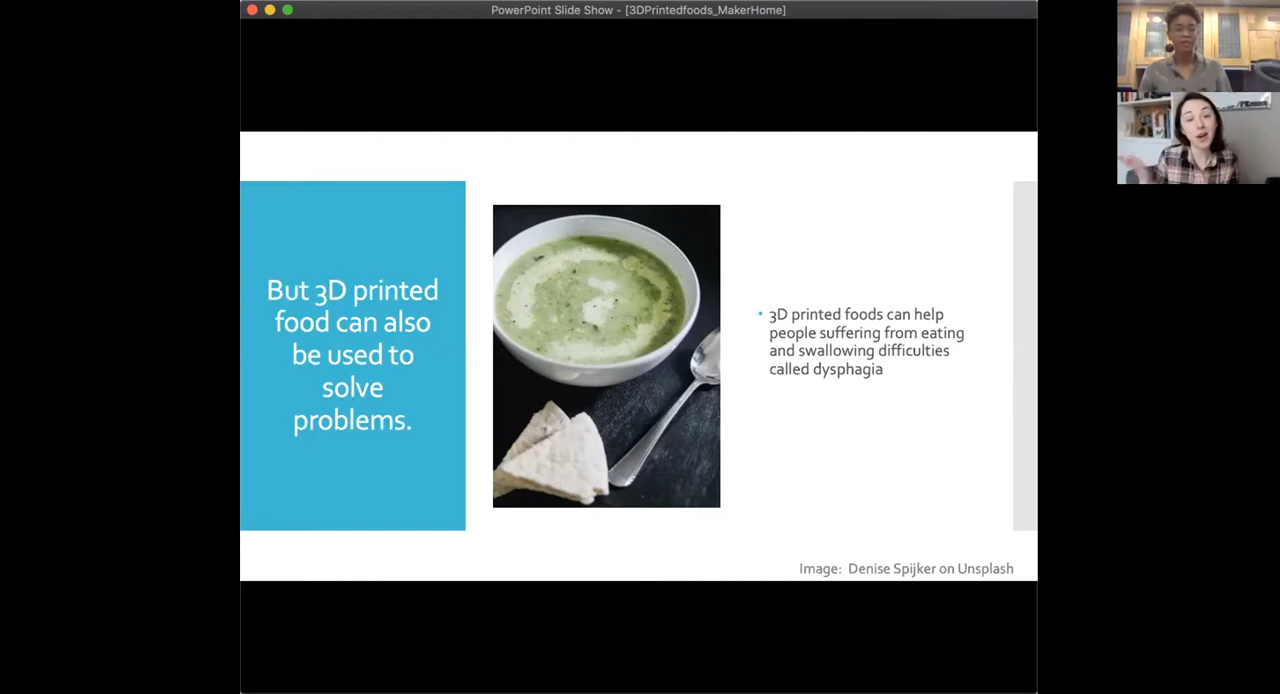 PowerPoint Slide Show - [3DPrintedfoods_MakerHome]
But 3D printed
food can also
be used to
solve
problems.
• 3D printed foods can help
people suffering from eating
and swallowing difficulties
called dysphagia
Image: Denise Spijker on Unsplash